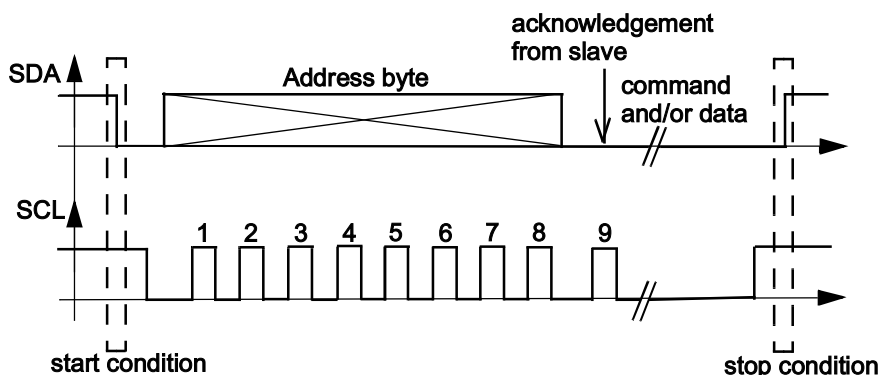 acknowledgement
from slave
SDA
Address byte
command
and/or data
SCL
1 2 3 4 5 6 7 8 9
start condition
stop condition